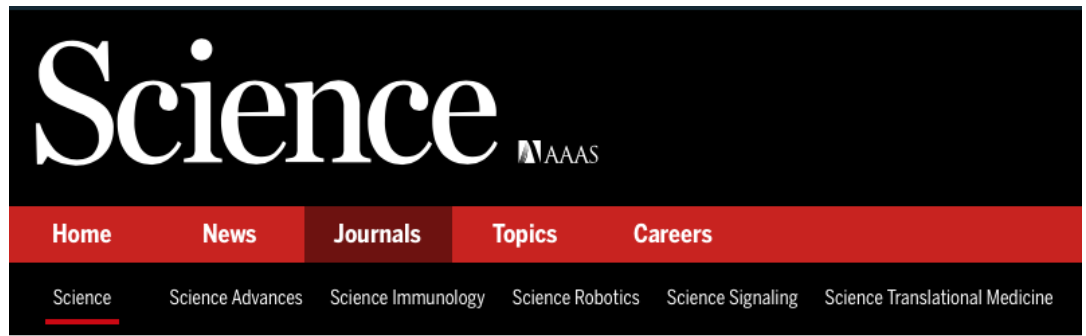 Science AAAS
Home News Journals Topics Careers
Science Science Advances Science Immunology Science Robotics Science Signaling Science Translational Medicine